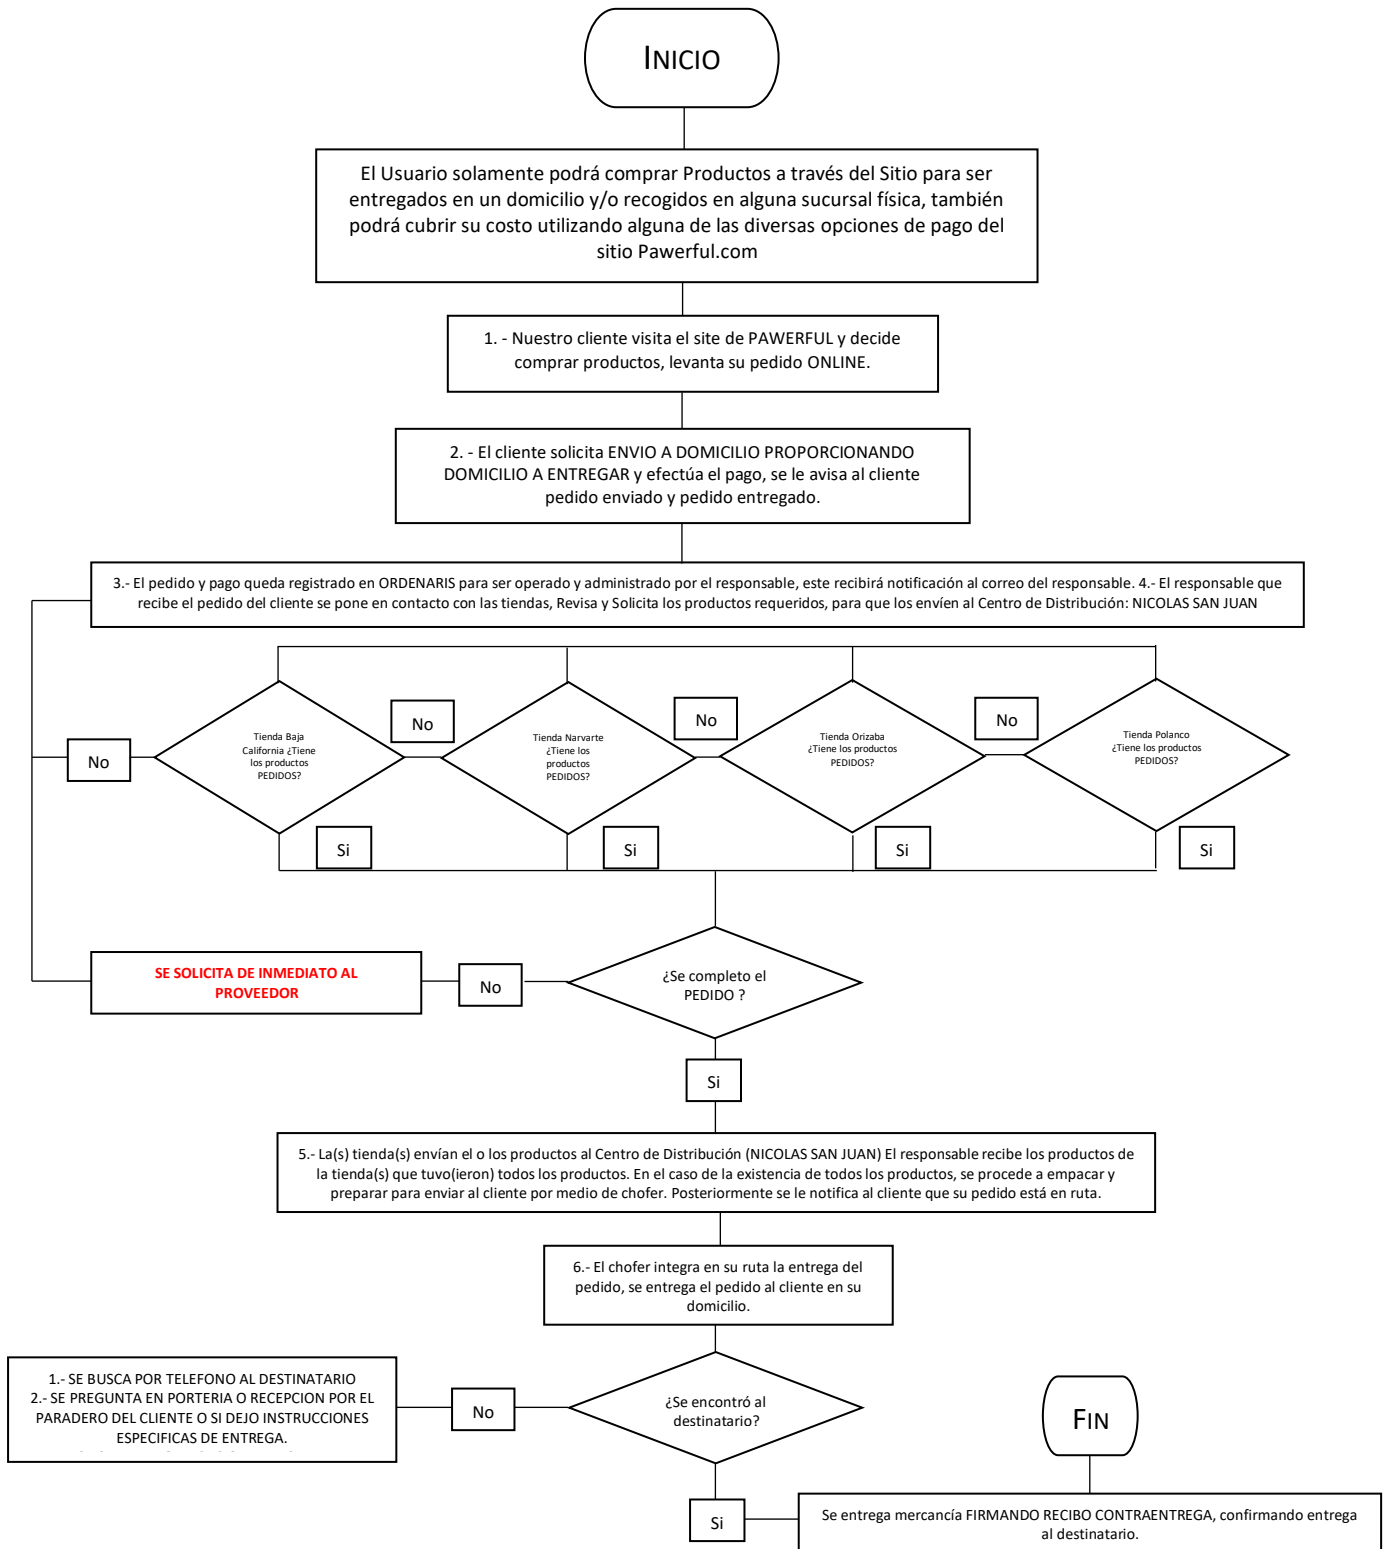 INICIO
El Usuario solamente podrá comprar Productos a través del Sitio para ser
entregados en un domicilio y/o recogidos en alguna sucursal física, también
podrá cubrir su costo utilizando alguna de las diversas opciones de pago del
sitio Pawerful.com
1. - Nuestro cliente visita el site de PAWERFUL y decide
comprar productos, levanta su pedido ONLINE.
2. - El cliente solicita ENVIO A DOMICILIO PROPORCIONANDO
DOMICILIO A ENTREGAR y efectúa el pago, se le avisa al cliente
pedido enviado y pedido entregado.
3.- El pedido y pago queda registrado en ORDENARIS para ser operado y administrado por el responsable, este recibirá notificación al correo del responsable. 4.- El responsable que
recibe el pedido del cliente se pone en contacto con las tiendas, Revisa y Solicita los productos requeridos, para que los envíen al Centro de Distribución: NICOLAS SAN JUAN
No
Tienda Baja
California ¿Tiene
los productos
PEDIDOS?
No
Tienda Narvarte
¿Tiene los
productos
PEDIDOS?
No
Tienda Orizaba
¿Tiene los productos
PEDIDOS?
No
Tienda Polanco
¿Tiene los productos
PEDIDOS?
Si
Si
Si
Si
SE SOLICITA DE INMEDIATO AL
PROVEEDOR
No
¿Se completo el
PEDIDO ?
Si
5.- La(s) tienda(s) envían el o los productos al Centro de Distribución (NICOLAS SAN JUAN) El responsable recibe los productos de
la tienda(s) que tuvo(ieron) todos los productos. En el caso de la existencia de todos los productos, se procede a empacar y
preparar para enviar al cliente por medio de chofer. Posteriormente se le notifica al cliente que su pedido está en ruta.
6.- El chofer integra en su ruta la entrega del
pedido, se entrega el pedido al cliente en su
domicilio.
1.- SE BUSCA POR TELEFONO AL DESTINATARIO
2.- SE PREGUNTA EN PORTERIA O RECEPCION POR EL
PARADERO DEL CLIENTE O SI DEJO INSTRUCCIONES
ESPECIFICAS DE ENTREGA.
No
¿Se encontró al
destinatario?
FIN
Si
Se entrega mercancía FIRMANDO RECIBO CONTRAENTREGA, confirmando entrega
al destinatario.